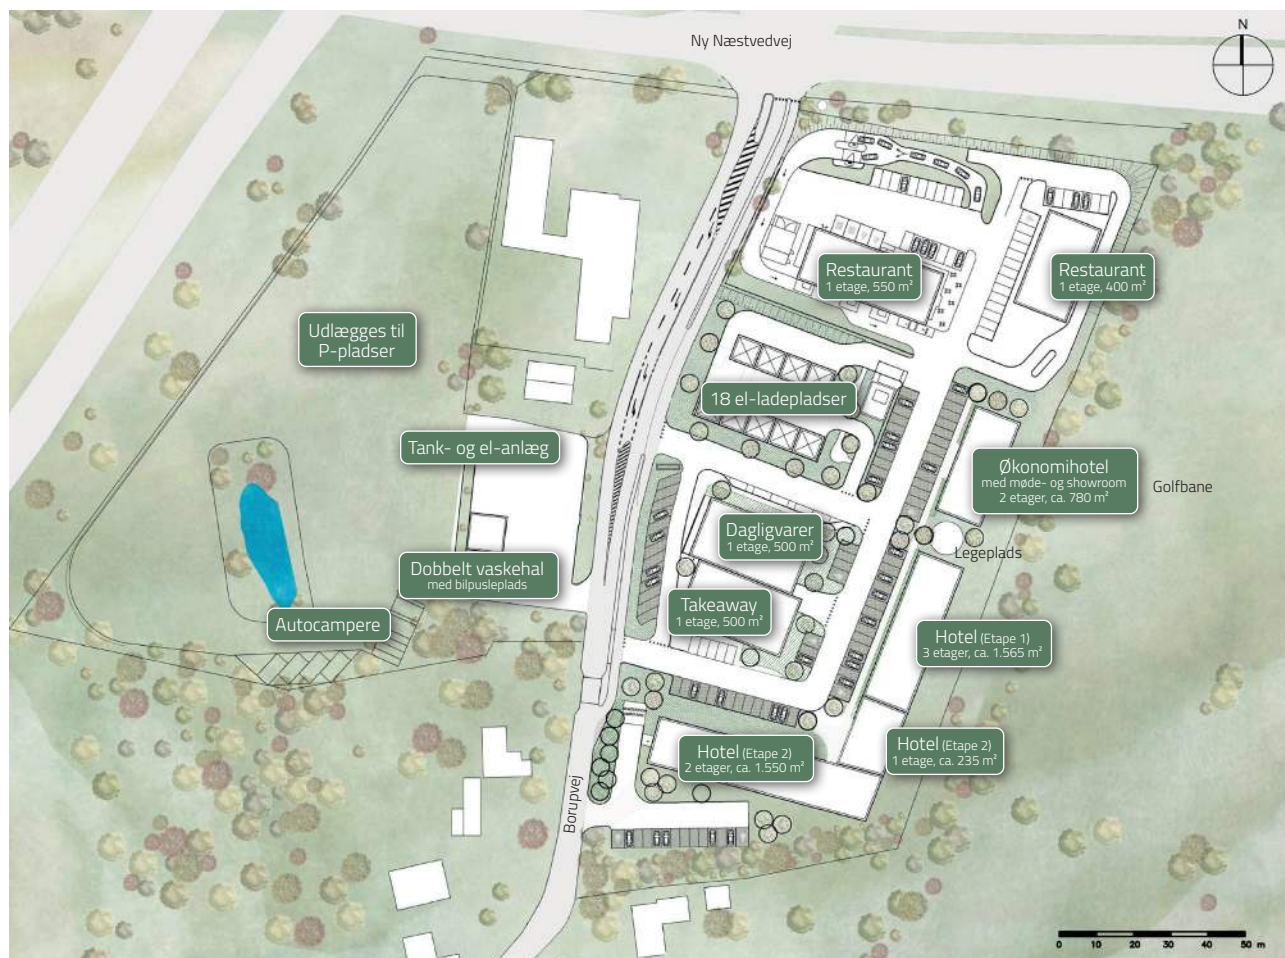 Ny Næstvedvej
N
Restaurant
1 etage, 550 m²
Restaurant
1 etage, 400 m²
Udlægges til
P-pladser
18 el-ladepladser
Tank- og el-anlæg
Økonomihotel
med møde- og showroom
2 etager, ca. 780 m²
Golfbane
Dagligvarer
1 etage, 500 m²
Legeplads
Dobbelt vaskehal
med bilpusleplads
Takeaway
1 etage, 500 m²
Autocampere
Hotel (Etape 1)
3 etager, ca. 1.565 m²
Hotel (Etape 2)
2 etager, ca. 1.550 m²
Hotel (Etape 2)
1 etage, ca. 235 m²
Borupvej
0 10 20 30 40 50 m